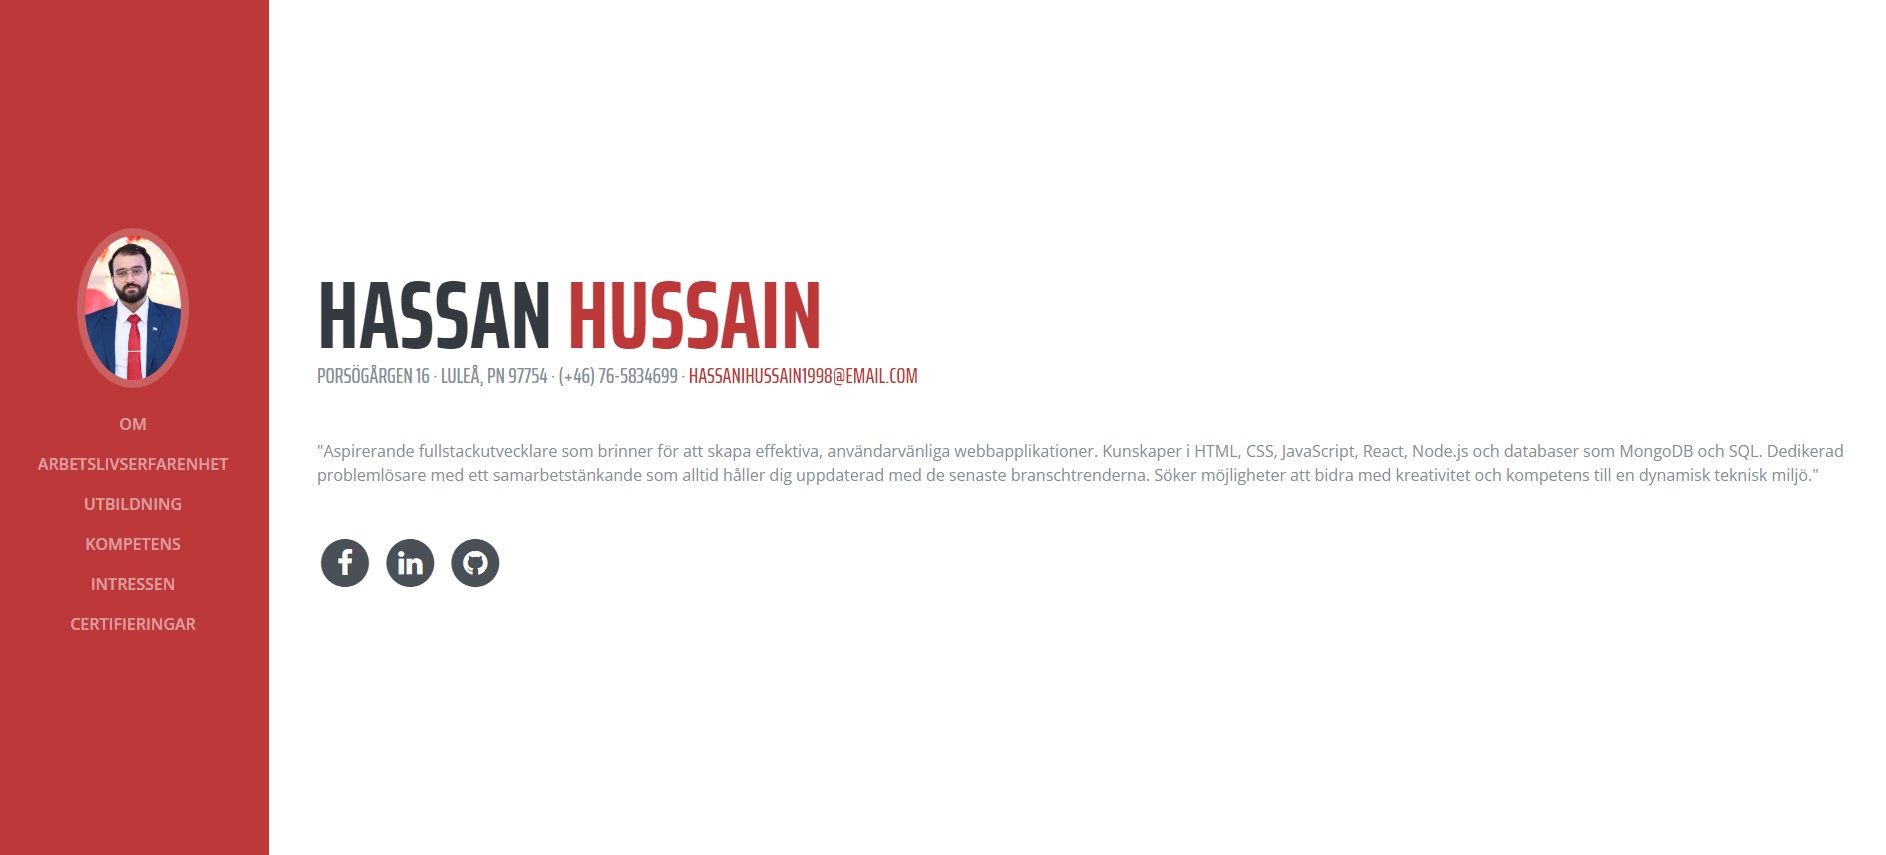 OM
ARBETSLIVSERFARENHET
UTBILDNING
KOMPETENS
INTRESSEN
CERTIFIERINGAR
HASSAN HUSSAIN
PORSÖGÅRGEN 16 · LULEÅ, PN 97754 · (+46) 76-5834699 · HASSANIHUSSAIN1998@EMAIL.COM
"Aspirerande fullstackutvecklare som brinner för att skapa effektiva, användarvänliga webbapplikationer. Kunskaper i HTML, CSS, JavaScript, React, Node.js och databaser som MongoDB och SQL. Dedikerad
problemlösare med ett samarbetstänkande som alltid håller dig uppdaterad med de senaste branschtrenderna. Söker möjligheter att bidra med kreativitet och kompetens till en dynamisk teknisk miljö."
f in